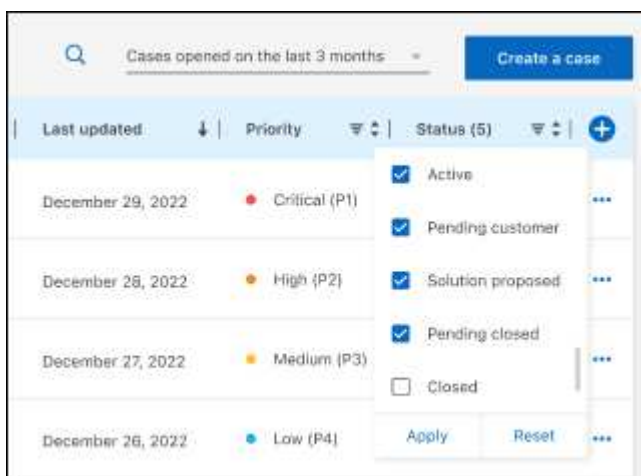 Cases opened on the last 3 months
Create a case
Last updated
Priority
Status (5)
Active
December 29, 2022
Critical (P1)
Pending customer
December 28, 2022
High (P2)
Solution proposed
Pending closed
December 27, 2022
Medium (P3)
Closed
December 26, 2022
Low (P4)
Apply
Reset